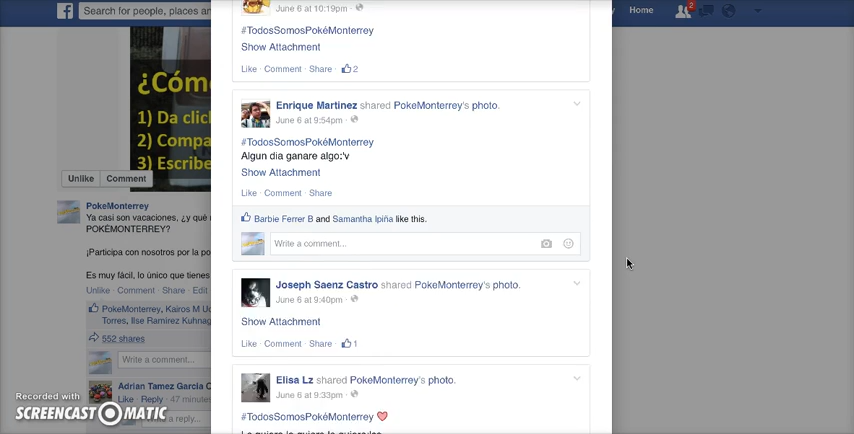 Search for people, places an
Home
2
¿Cóm
1) Da clic
2) Compa
3) Escribe
Unlike Comment
PokeMonterrey
Ya casi son vacaciones, ¿y qué
POKÉMONTERREY?
¡Participa con nosotros por la po
Es muy fácil, lo único que tienes
Unlike · Comment · Share · Edit
PokeMonterrey, Kairos M Uc
Torres, Ilse Ramírez Kuhnag
552 shares
Write a comment...
Adrian Tamez Garcia C
Like · Reply · 47 minutes
Write a reply...
June 6 at 10:19pm ·
#TodosSomosPokéMonterrey
Show Attachment
Like · Comment · Share · 2
Enrique Martinez shared PokeMonterrey's photo.
June 6 at 9:54pm ·
#TodosSomosPokéMonterrey
Algun dia ganare algo:'v
Show Attachment
Like · Comment · Share
Barbie Ferrer B and Samantha Ipiña like this.
Write a comment...
Joseph Saenz Castro shared PokeMonterrey's photo.
June 6 at 9:40pm ·
Show Attachment
Like · Comment · Share · 1
Elisa Lz shared PokeMonterrey's photo.
June 6 at 9:33pm ·
#TodosSomosPokéMonterrey
Recorded with
SCREENCAST MATIC